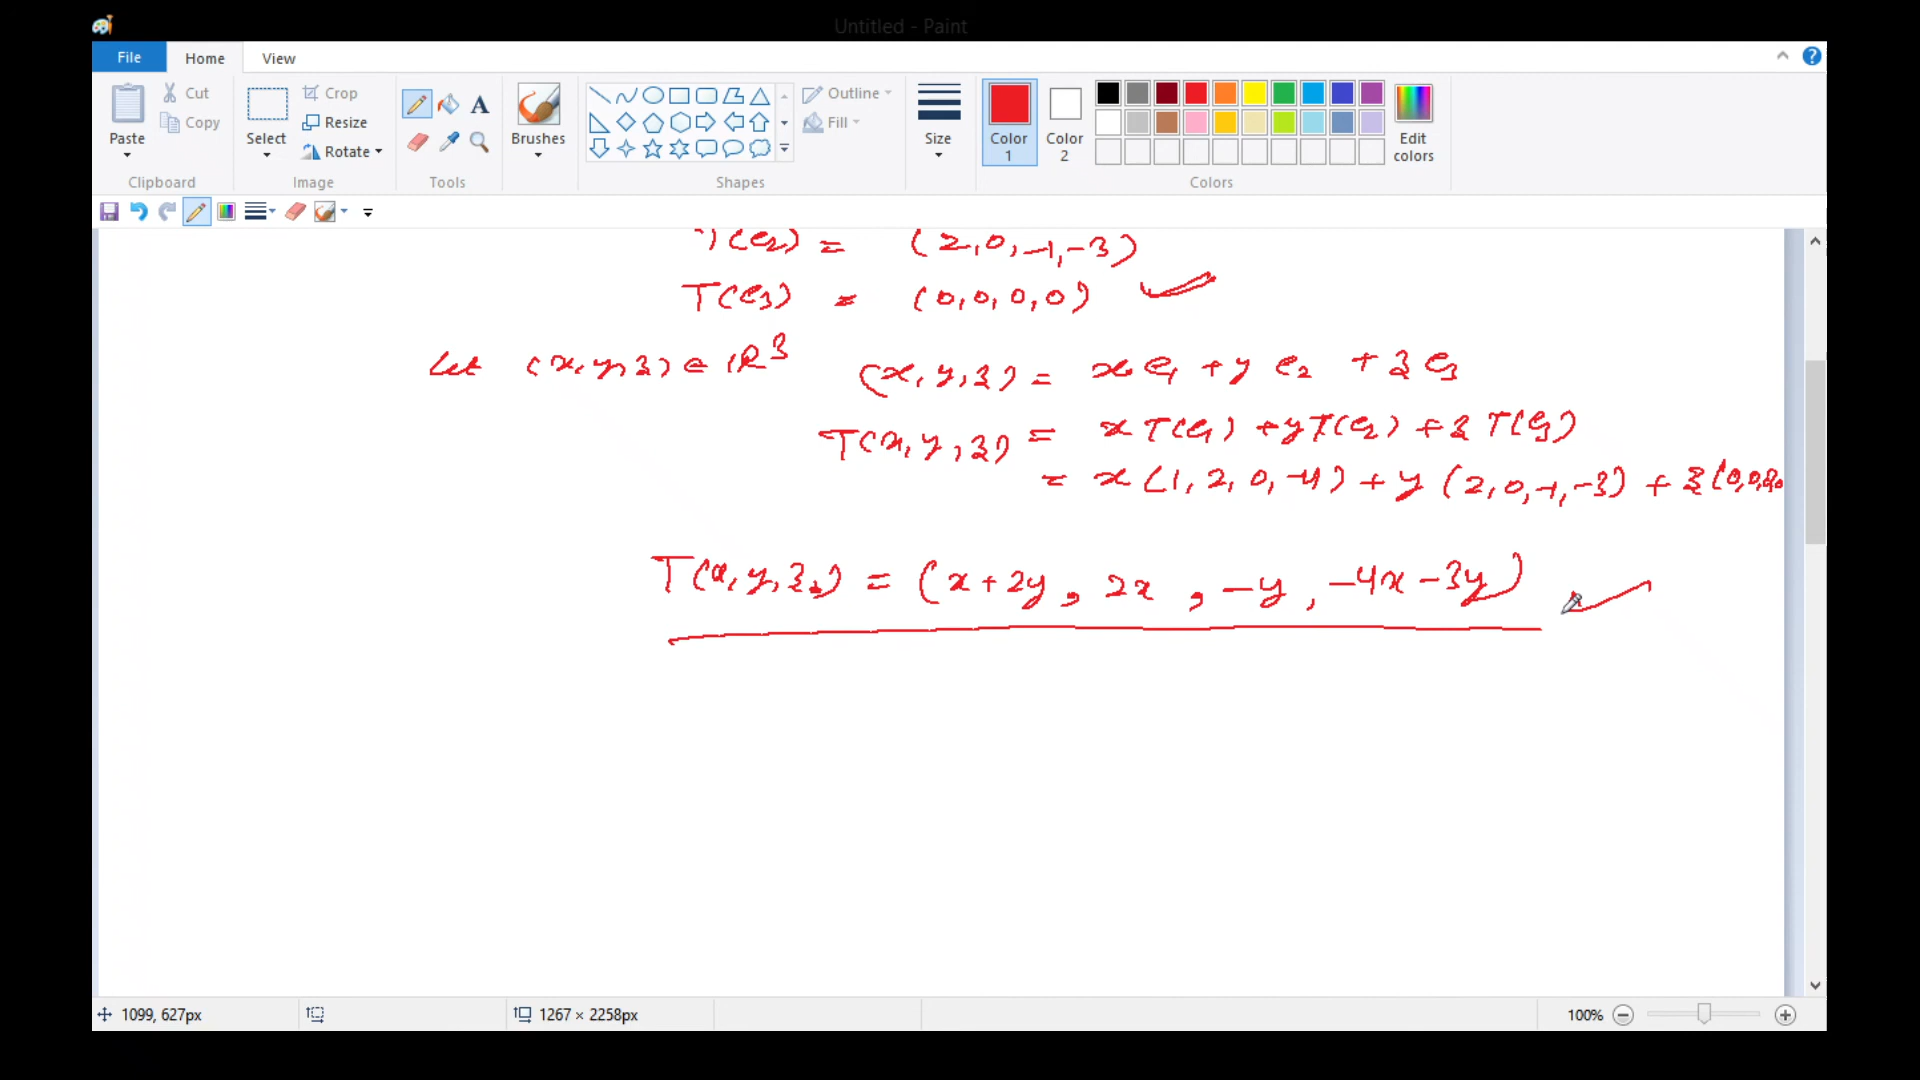 Untitled - Paint
File Home View
Paste Cut Copy Select Crop Resize Rotate Brushes Outline Fill Size Color 1 Color 2 Edit colors
Clipboard Image Tools Shapes Colors
T(e2) = (2,0,-1,-3)
T(e3) = (0,0,0,0)
Let (x,y,z) ∈ IR^3 (x,y,z) = x e1 + y e2 + z e3
T(x,y,z) = x T(e1) + y T(e2) + z T(e3)
= x (1,2,0,-4) + y (2,0,-1,-3) + z (0,0,0,0
T(x,y,z) = (x+2y, 2x, -y, -4x-3y)
1099, 627px 1267 × 2258px 100%